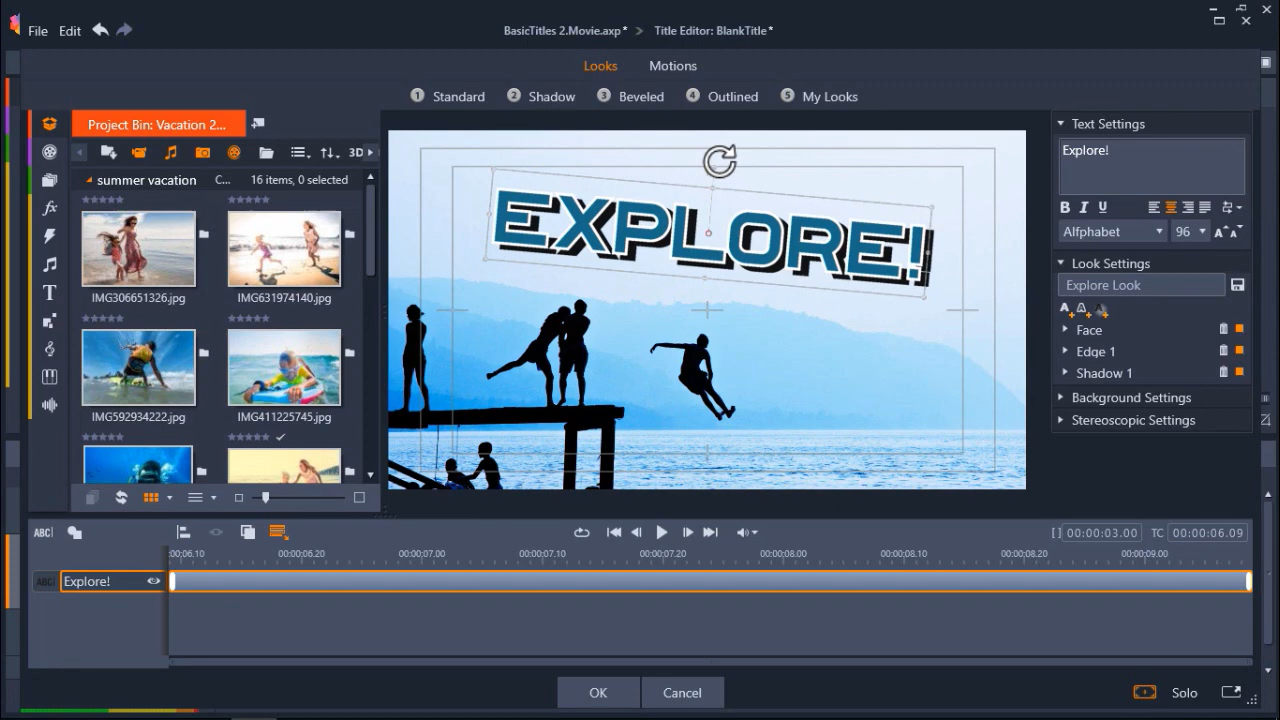 File Edit
BasicTitles 2.Movie.axp* > Title Editor: BlankTitle*
Looks Motions
1 Standard 2 Shadow 3 Beveled 4 Outlined 5 My Looks
Project Bin: Vacation 2...
3D
summer vacation C... 16 items, 0 selected
IMG306651326.jpg IMG631974140.jpg
IMG592934222.jpg IMG411225745.jpg
EXPLORE!
Text Settings
Explore!
B I U
Alfphabet 96
Look Settings
Explore Look
Face
Edge 1
Shadow 1
Background Settings
Stereoscopic Settings
ABC [] 00:00:03.00 TC 00:00:06.09
:00;06.10 00:00;06.20 00:00;07.00 00:00;07.10 00:00;07.20 00:00;08.00 00:00;08.10 00:00;08.20 00:00;09.00
ABC Explore!
OK Cancel Solo